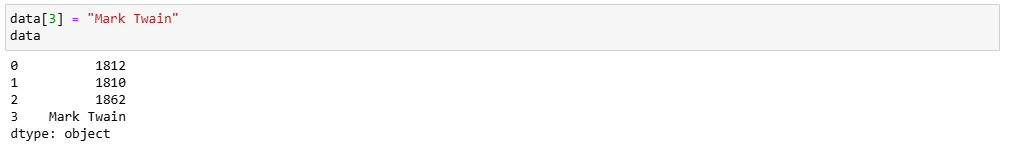 data[3] = "Mark Twain"
data
0          1812
1          1810
2          1862
3    Mark Twain
dtype: object